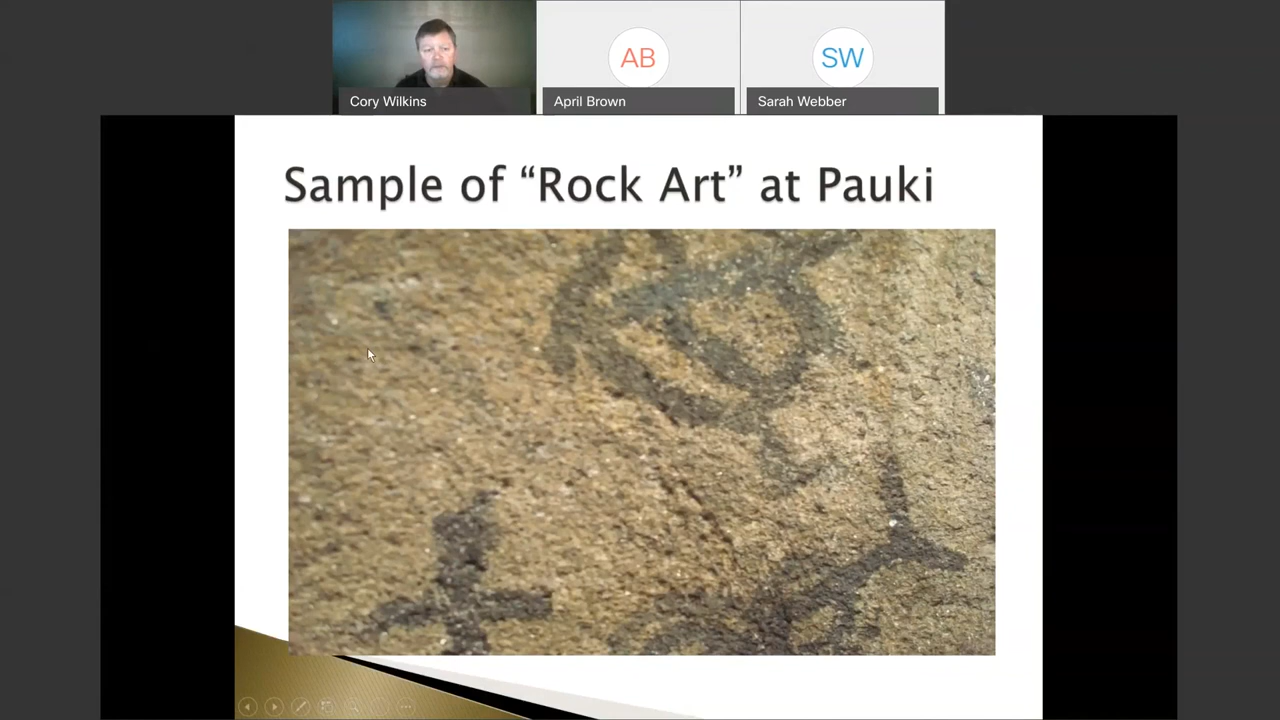 AB
SW
Cory Wilkins
April Brown
Sarah Webber
Sample of “Rock Art” at Pauki